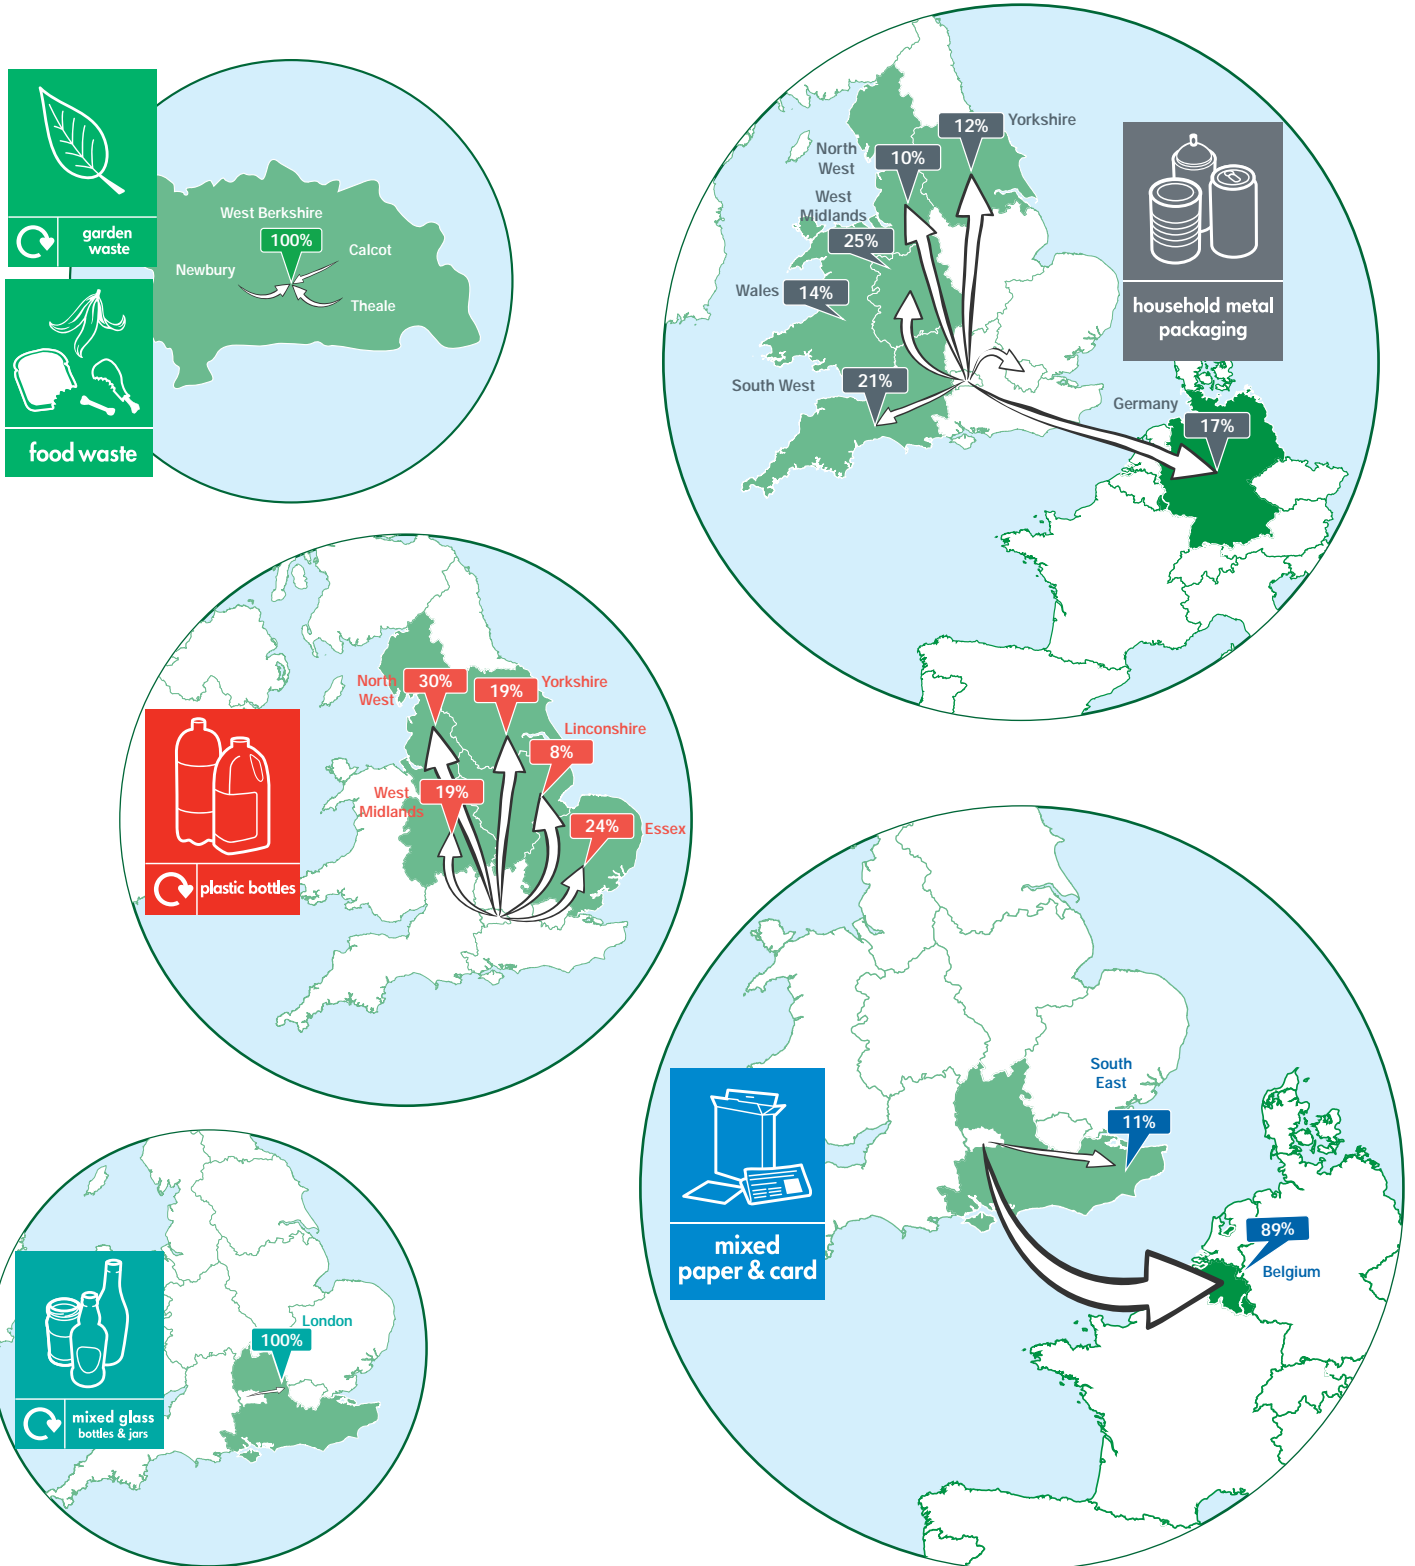 garden
waste
food waste
West Berkshire
100%
Calcot
Newbury
Theale
12%
Yorkshire
North
West
10%
West
Midlands
25%
Wales
14%
South West
21%
Germany
17%
household metal
packaging
North
West
30%
19%
Yorkshire
Linconshire
8%
West
Midlands
19%
24%
Essex
plastic bottles
South
East
11%
89%
Belgium
mixed
paper & card
London
100%
mixed glass
bottles & jars